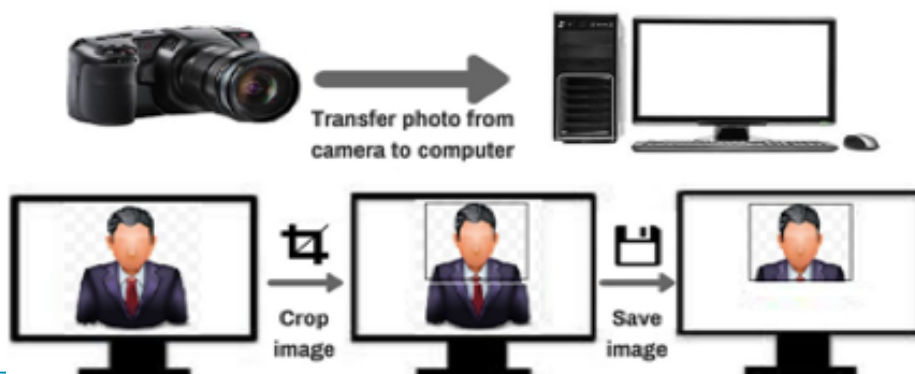 Transfer photo from
camera to computer
Crop
image
Save
image